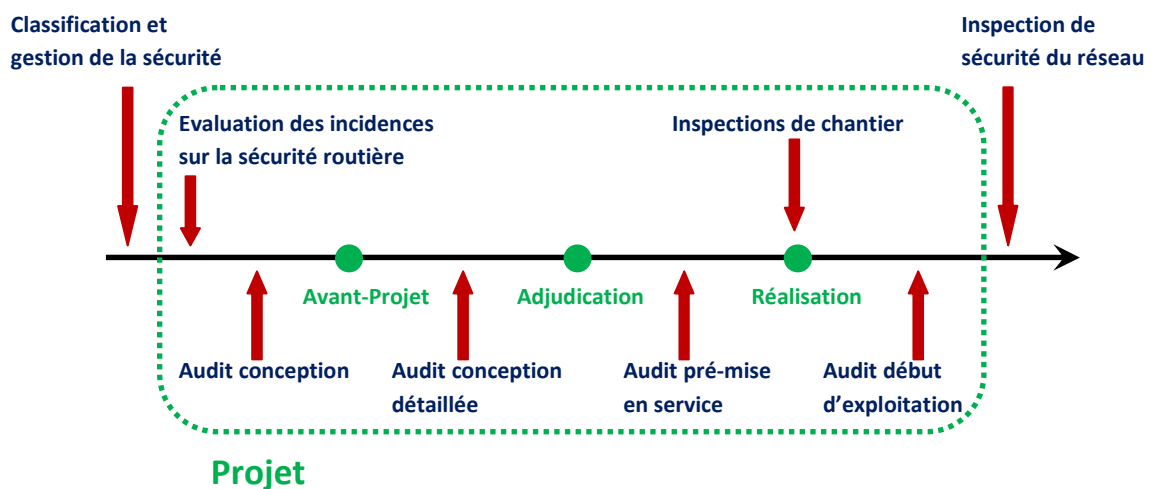 Classification et
gestion de la sécurité
Inspection de
sécurité du réseau
Evaluation des incidences
sur la sécurité routière
Inspections de chantier
Avant-Projet
Adjudication
Réalisation
Audit conception
Audit conception
détaillée
Audit pré-mise
en service
Audit début
d’exploitation
Projet